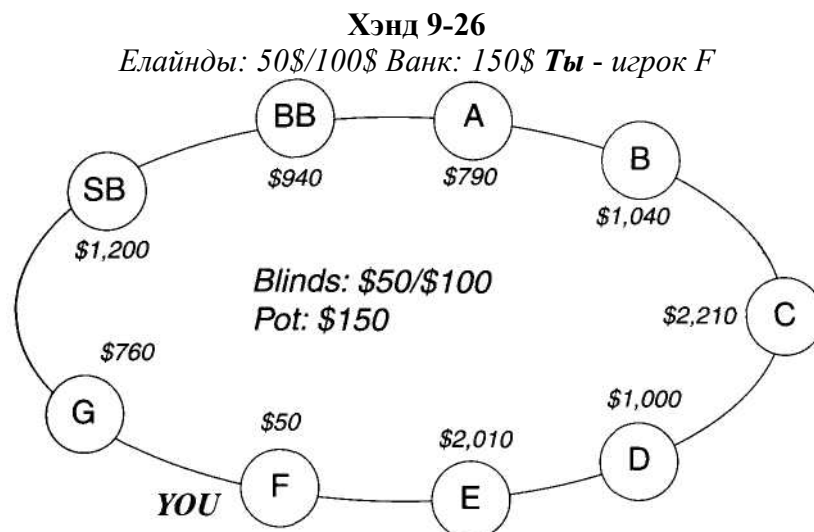 Хэнд 9-26
Елайнды: 50$/100$ Банк: 150$ Ты - игрок F
BB
A
B
$940
$790
SB
$1,040
$1,200
Blinds: $50/$100
Pot: $150
$2,210
C
$760
G
$50
$2,010
$1,000
D
YOU
F
E